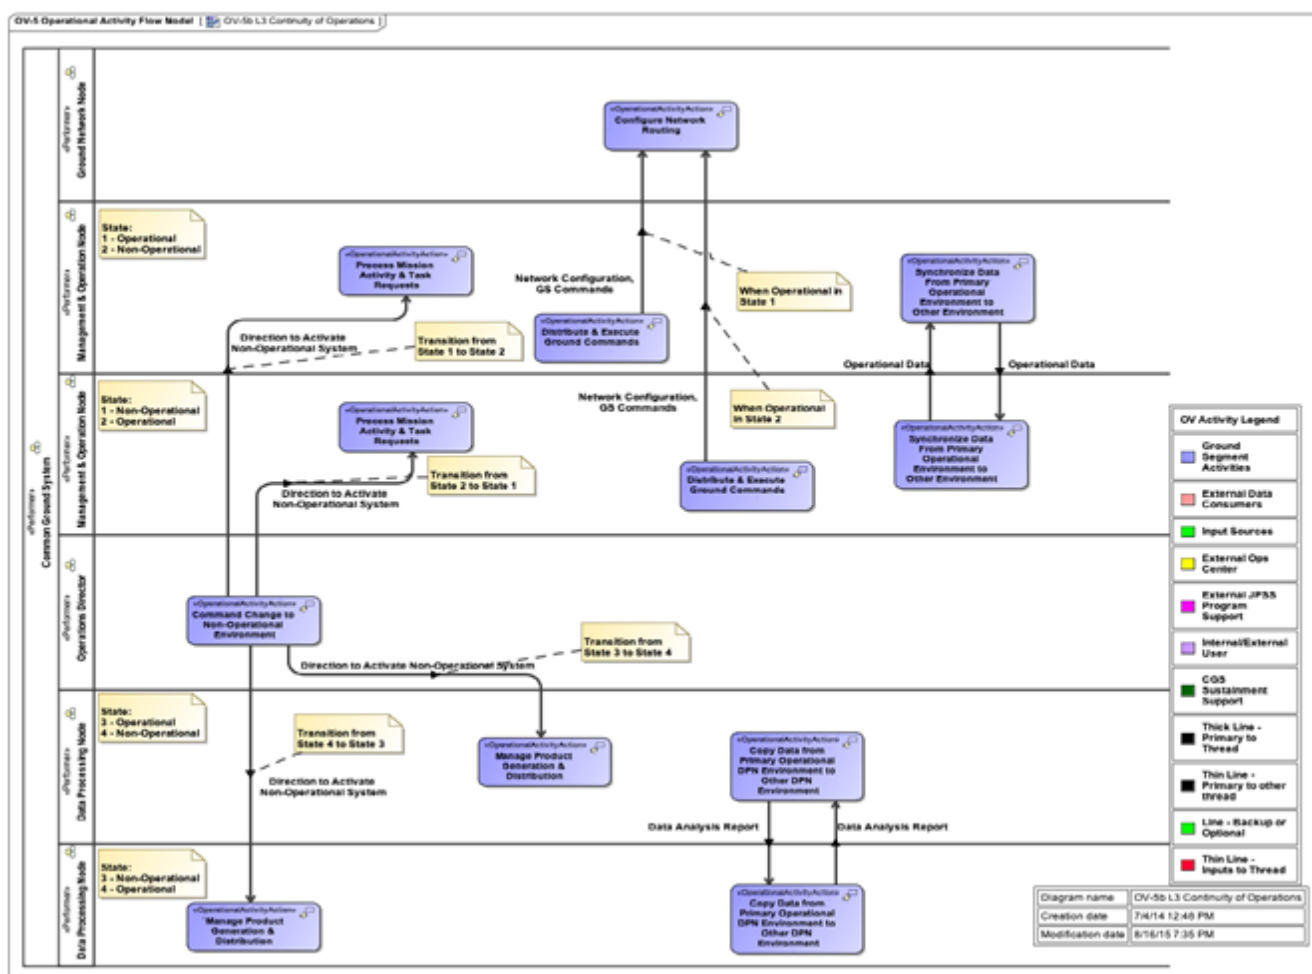 OV-5 Operational Activity Flow Model [ OV-5b L3 Continuity of Operations ]
«Performer»
Common Ground System
«Performer»
Ground Network Node
«OperationalActivityAction»
Configure Network
Routing
«Performer»
Management & Operation Node
State:
1 - Operational
2 - Non-Operational
«OperationalActivityAction»
Process Mission
Activity & Task
Requests
Direction to Activate
Non-Operational System
Transition from
State 1 to State 2
Network Configuration,
GS Commands
«OperationalActivityAction»
Distribute & Execute
Ground Commands
When Operational in
State 1
«OperationalActivityAction»
Synchronize Data
From Primary
Operational
Environment to
Other Environment
Operational Data
Operational Data
«Performer»
Management & Operation Node
State:
1 - Non-Operational
2 - Operational
«OperationalActivityAction»
Process Mission
Activity & Task
Requests
Transition from
State 2 to State 1
Direction to Activate
Non-Operational System
Network Configuration,
GS Commands
When Operational
in State 2
«OperationalActivityAction»
Distribute & Execute
Ground Commands
«OperationalActivityAction»
Synchronize Data
From Primary
Operational
Environment to
Other Environment
«Performer»
Operations Director
«OperationalActivityAction»
Command Change to
Non-Operational
Environment
Direction to Activate Non-Operational System
Transition from
State 3 to State 4
«Performer»
Data Processing Node
State:
3 - Operational
4 - Non-Operational
Transition from
State 4 to State 3
Direction to Activate
Non-Operational System
«OperationalActivityAction»
Manage Product
Generation &
Distribution
«OperationalActivityAction»
Copy Data from
Primary Operational
DPN Environment to
Other DPN
Environment
Data Analysis Report
Data Analysis Report
«Performer»
Data Processing Node
State:
3 - Non-Operational
4 - Operational
«OperationalActivityAction»
`Manage Product
Generation &
Distribution
«OperationalActivityAction»
Copy Data from
Primary Operational
DPN Environment to
Other DPN
Environment
OV Activity Legend
Ground
Segment
Activities
External Data
Consumers
Input Sources
External Ops
Center
External JPSS
Program
Support
Internal/External
User
CGS
Sustainment
Support
Thick Line -
Primary to
Thread
Thin Line -
Primary to other
thread
Line - Backup or
Optional
Thin Line -
Inputs to Thread
Diagram name OV-5b L3 Continuity of Operations
Creation date 7/4/14 12:48 PM
Modification date 8/16/15 7:35 PM